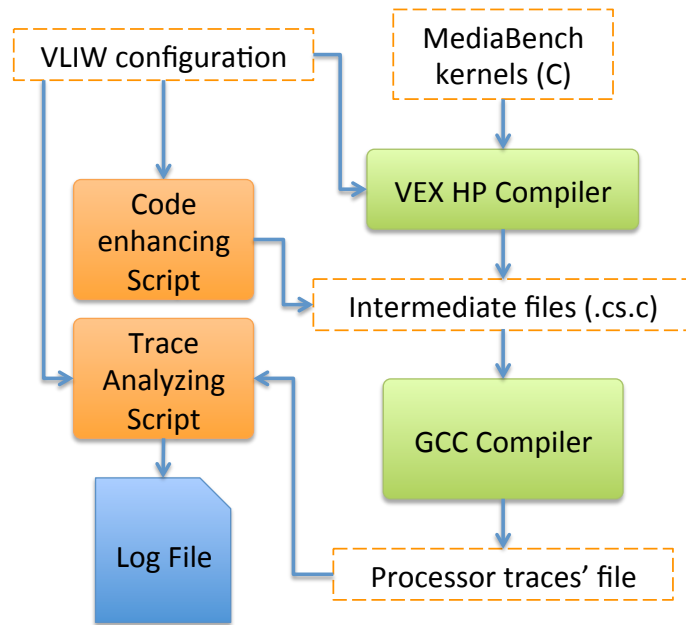 VLIW configuration
MediaBench
kernels (C)
VEX HP Compiler
Code
enhancing
Script
Intermediate files (.cs.c)
Trace
Analyzing
Script
GCC Compiler
Log File
Processor traces’ file